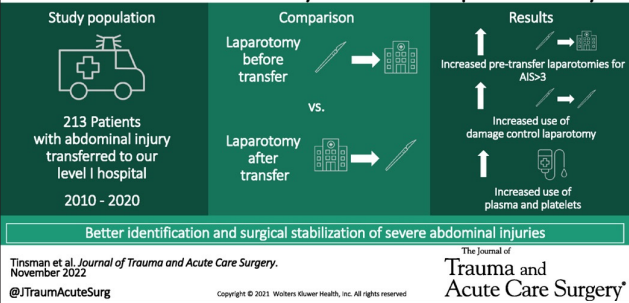 Study population
213 Patients
with abdominal injury
transferred to our
level I hospital
2010 - 2020
Comparison
Laparotomy
before
transfer
vs.
Laparotomy
after
transfer
Results
Increased pre-transfer laparotomies for
AIS>3
Increased use of
damage control laparotomy
Increased use of
plasma and platelets
Better identification and surgical stabilization of severe abdominal injuries
Tinsman et al. Journal of Trauma and Acute Care Surgery.
November 2022
@JTraumAcuteSurg
Copyright © 2021 Wolters Kluwer Health, Inc. All rights reserved
The Journal of
Trauma and
Acute Care Surgery®